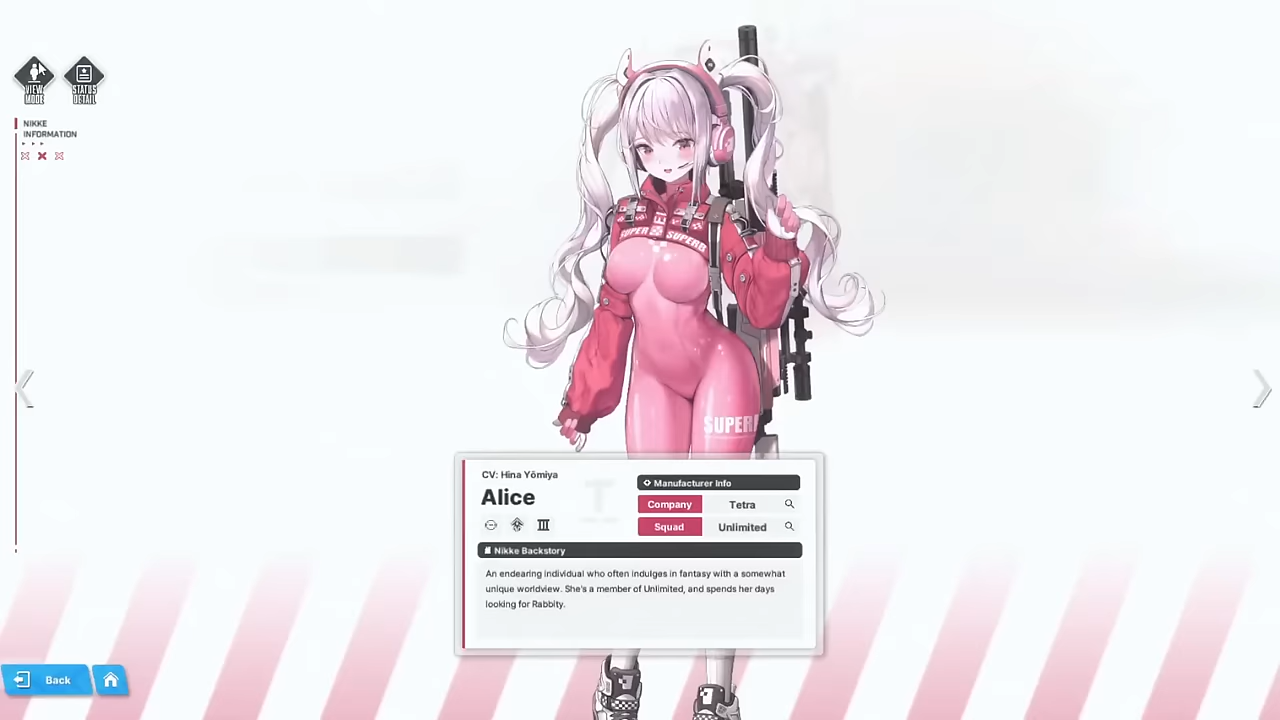 VIEW
MODE
STATUS
DETAIL
NIKKE
INFORMATION
SUPER SUPERB
SUPER
CV: Hina Yōmiya
Alice
Manufacturer Info
Company Tetra
Squad Unlimited
Nikke Backstory
An endearing individual who often indulges in fantasy with a somewhat
unique worldview. She's a member of Unlimited, and spends her days
looking for Rabbity.
Back